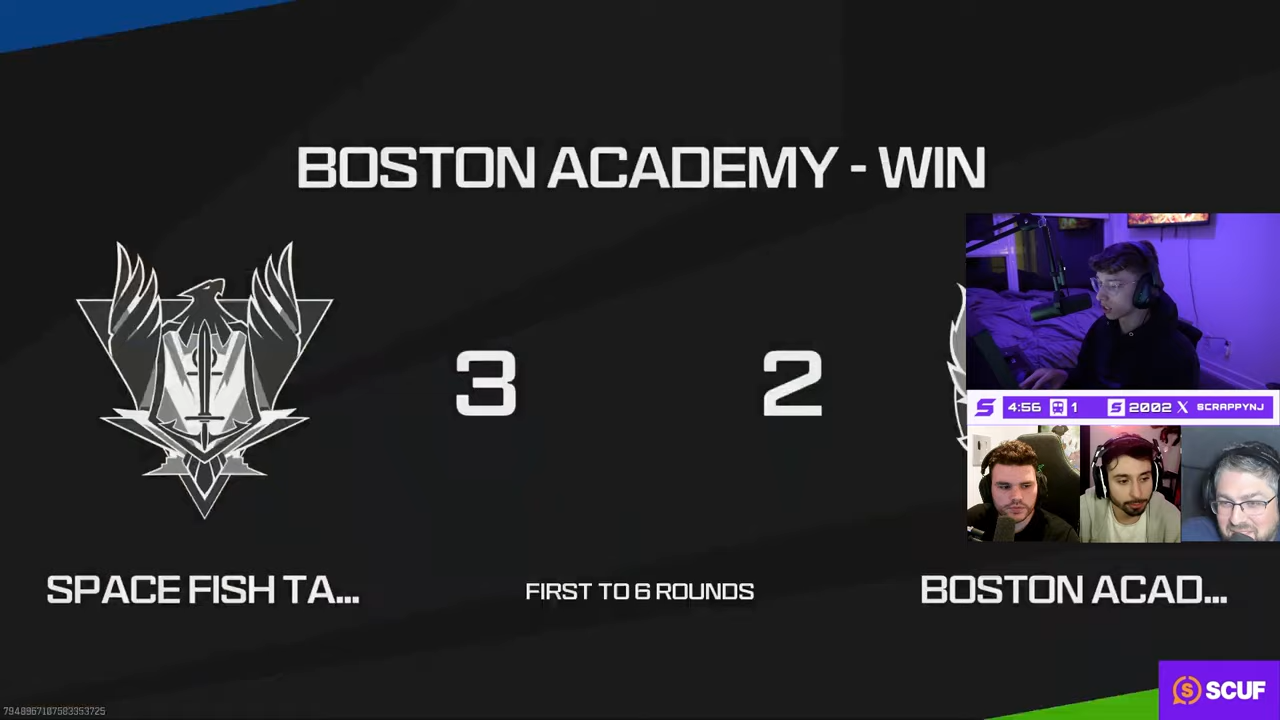 BOSTON ACADEMY - WIN
3
2
4:56
1
2002
SCRAPPYNJ
SPACE FISH TA...
FIRST TO 6 ROUNDS
BOSTON ACAD...
SCUF